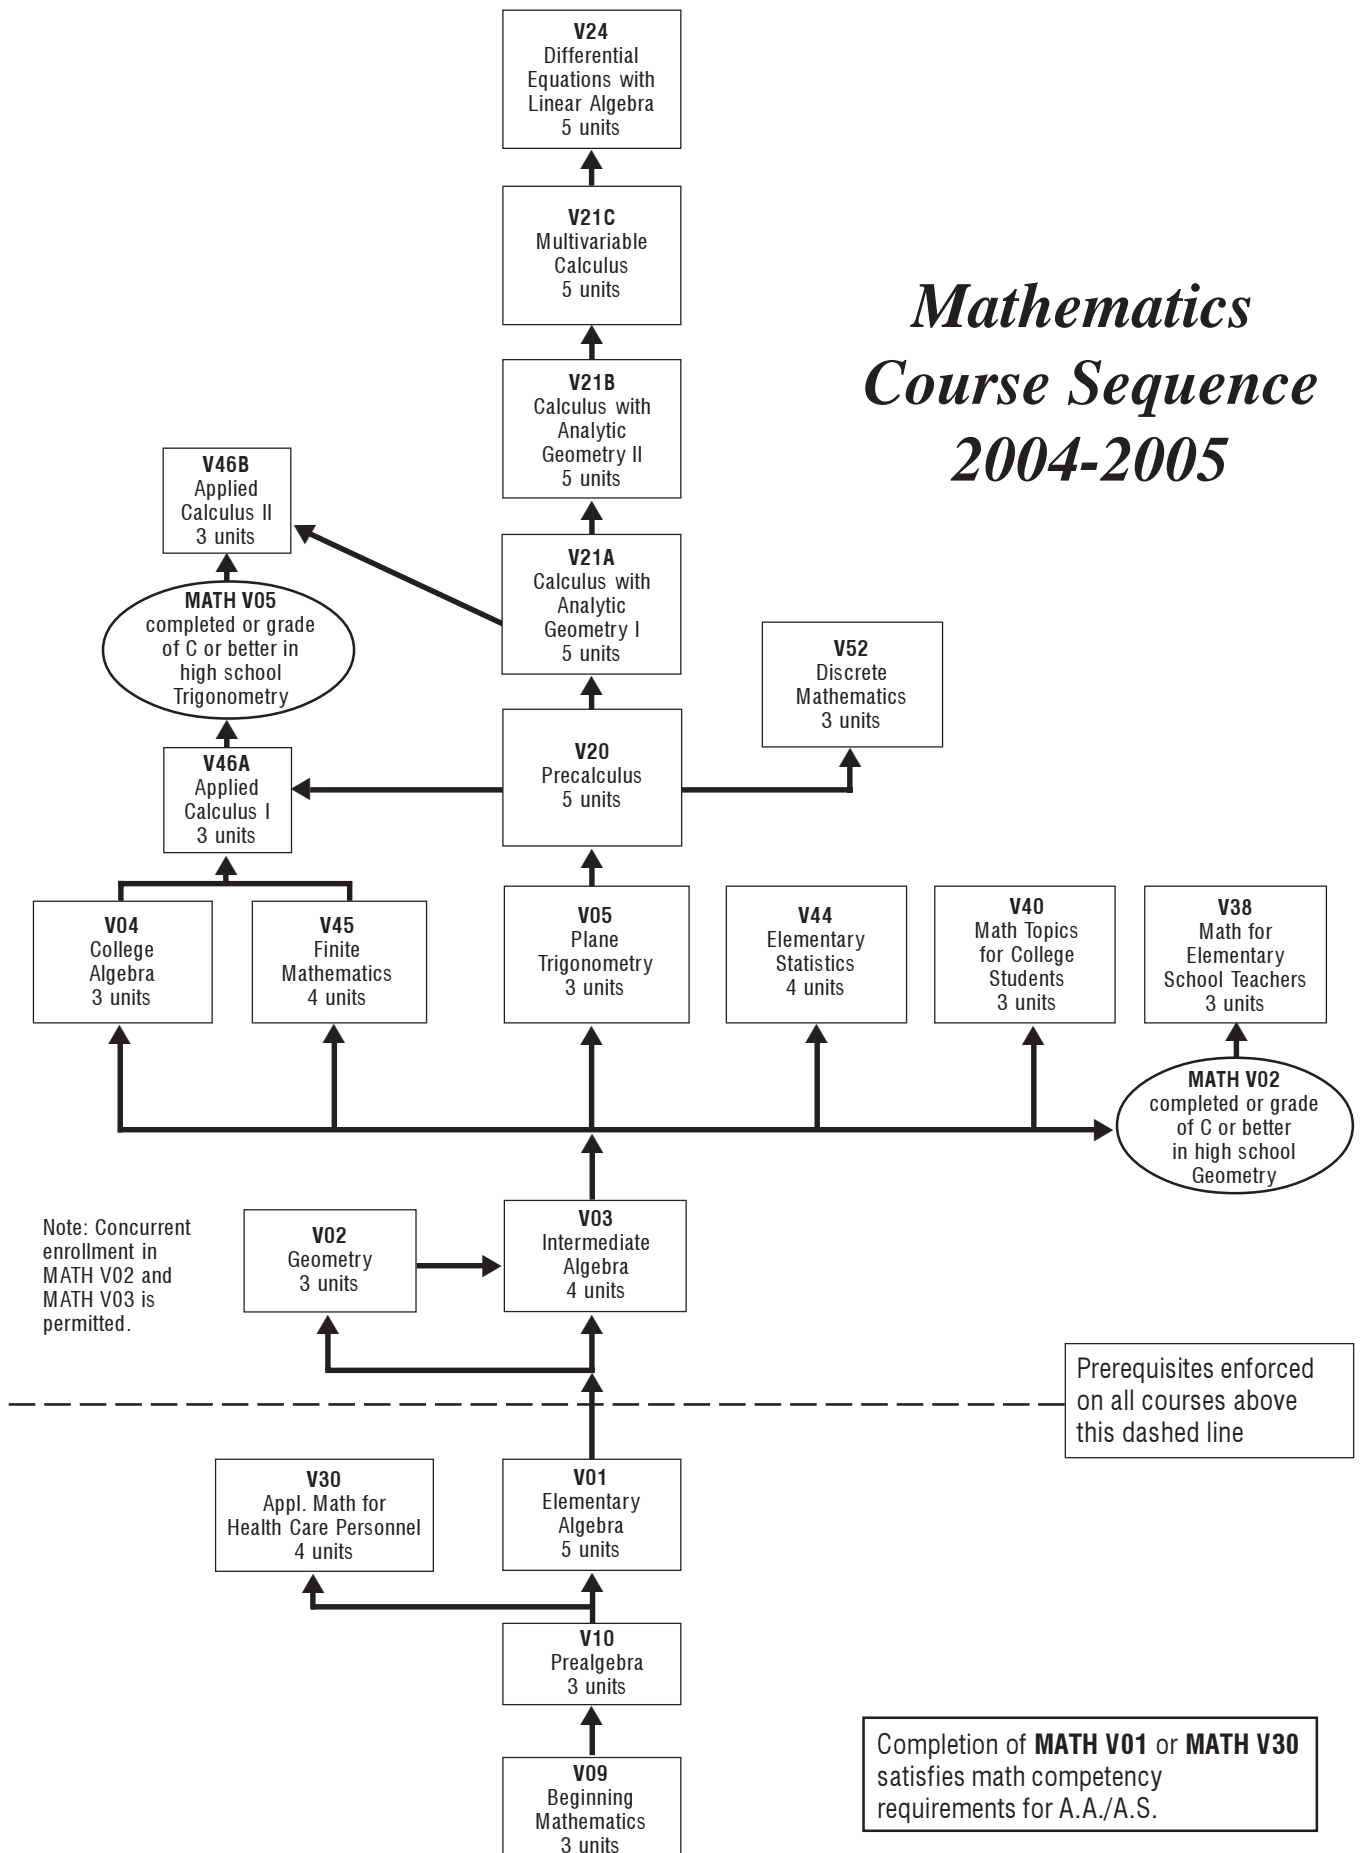 V24
Differential
Equations with
Linear Algebra
5 units
V21C
Multivariable
Calculus
5 units
Mathematics
Course Sequence
2004-2005
V21B
Calculus with
Analytic
Geometry II
5 units
V46B
Applied
Calculus II
3 units
V21A
Calculus with
Analytic
Geometry I
5 units
MATH V05
completed or grade
of C or better in
high school
Trigonometry
V52
Discrete
Mathematics
3 units
V46A
Applied
Calculus I
3 units
V20
Precalculus
5 units
V04
College
Algebra
3 units
V45
Finite
Mathematics
4 units
V05
Plane
Trigonometry
3 units
V44
Elementary
Statistics
4 units
V40
Math Topics
for College
Students
3 units
V38
Math for
Elementary
School Teachers
3 units
MATH V02
completed or grade
of C or better
in high school
Geometry
Note: Concurrent
enrollment in
MATH V02 and
MATH V03 is
permitted.
V02
Geometry
3 units
V03
Intermediate
Algebra
4 units
Prerequisites enforced
on all courses above
this dashed line
V30
Appl. Math for
Health Care Personnel
4 units
V01
Elementary
Algebra
5 units
V10
Prealgebra
3 units
V09
Beginning
Mathematics
3 units
Completion of MATH V01 or MATH V30
satisfies math competency
requirements for A.A./A.S.